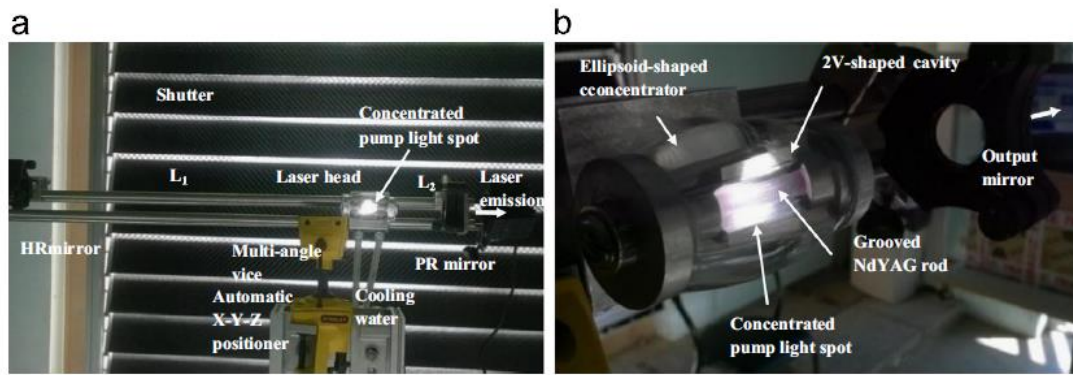 a
Shutter
Concentrated
pump light spot
L1
Laser head
L2
Laser
emission
HRmirror
Multi-angle
vice
PR mirror
Automatic
X-Y-Z
positioner
Cooling
water
b
Ellipsoid-shaped
cconcentrator
2V-shaped cavity
Output
mirror
Grooved
NdYAG rod
Concentrated
pump light spot